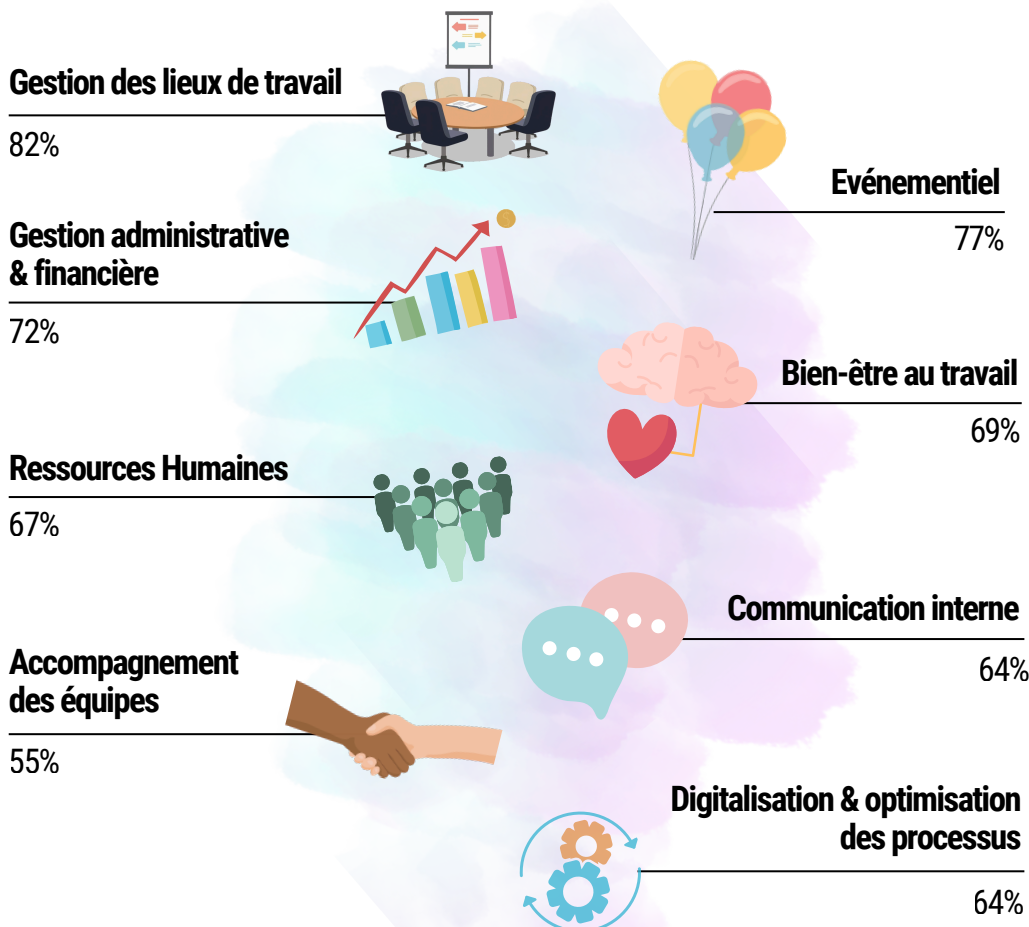 Gestion des lieux de travail
82%
Evénementiel
77%
Gestion administrative
& financière
72%
Bien-être au travail
69%
Ressources Humaines
67%
Communication interne
64%
Accompagnement
des équipes
55%
Digitalisation & optimisation
des processus
64%